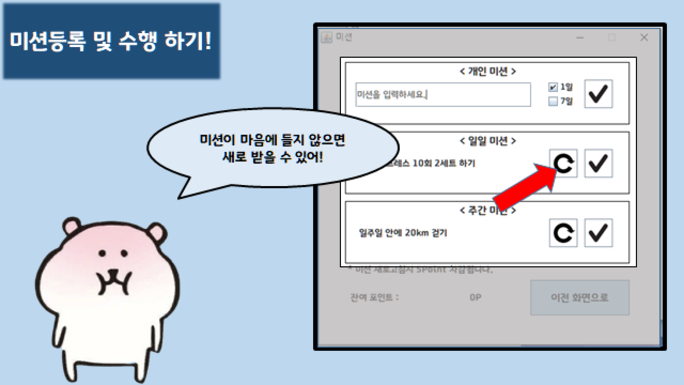 미션등록 및 수행 하기!
미션
< 개인 미션 >
미션을 입력하세요.
1일
7일
미션이 마음에 들지 않으면
새로 받을 수 있어!
< 일일 미션 >
10회 2세트 하기
< 주간 미션 >
일주일 안에 20km 걷기
* 미션 새로고침시 5Point 차감됩니다.
잔여 포인트 :
0P
이전 화면으로